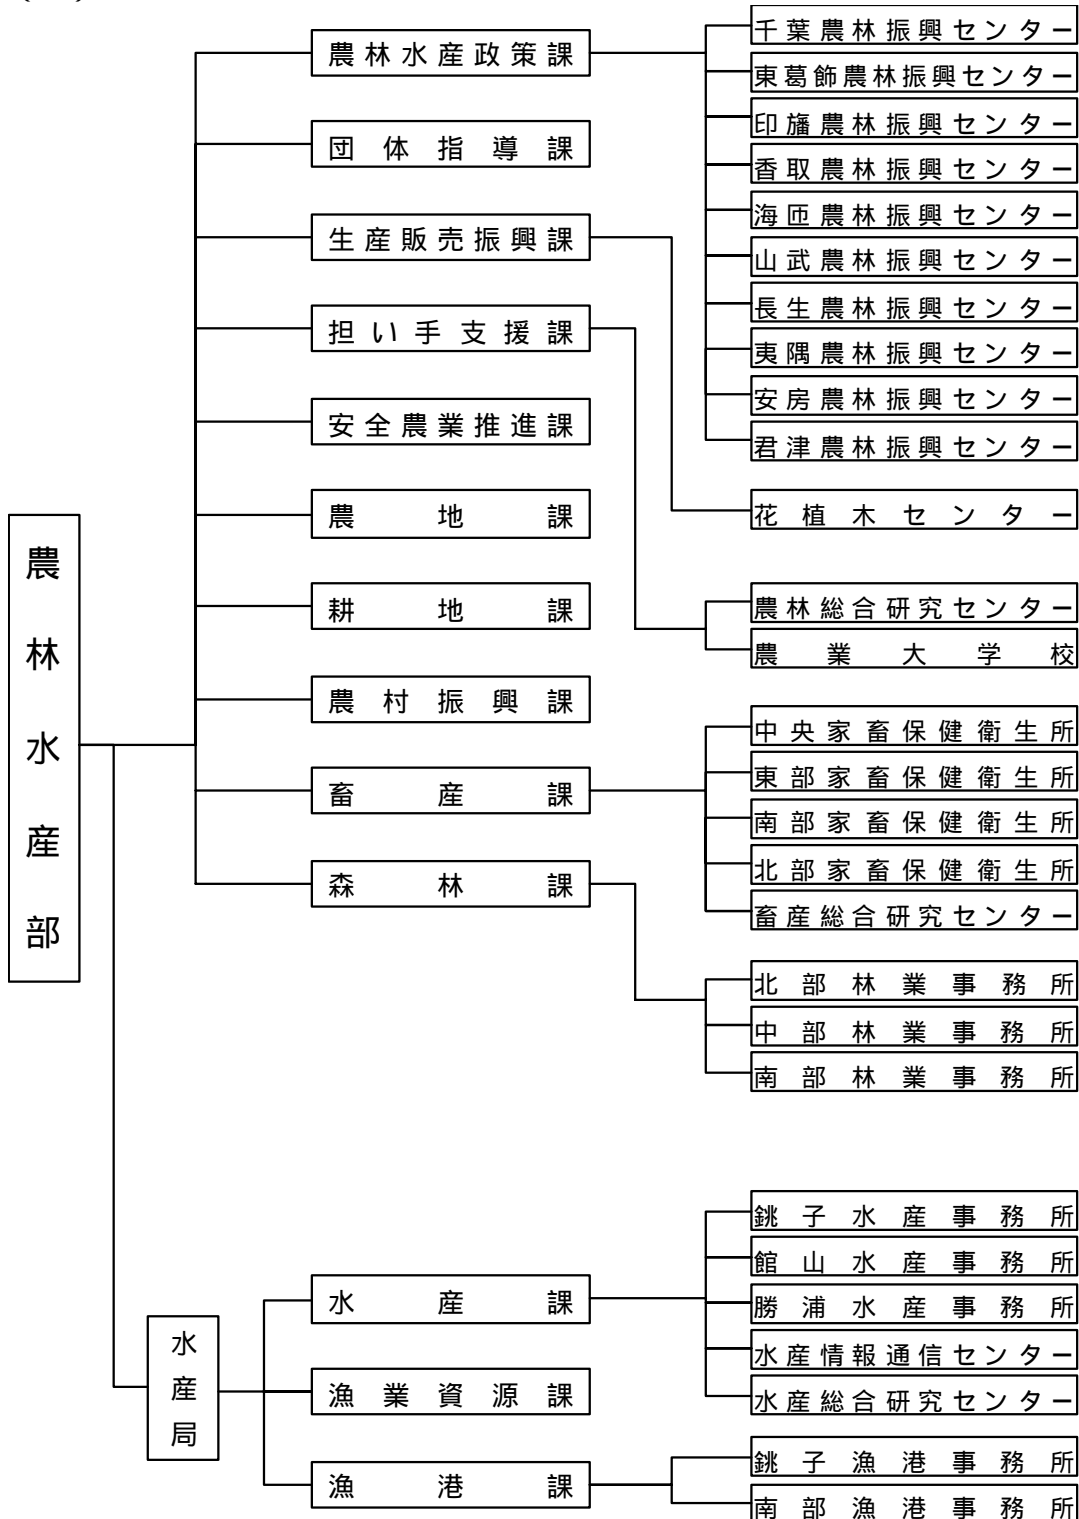 農林水産部
農林水産政策課
千葉農林振興センター
東葛飾農林振興センター
印旛農林振興センター
香取農林振興センター
海匝農林振興センター
山武農林振興センター
長生農林振興センター
夷隅農林振興センター
安房農林振興センター
君津農林振興センター
団体指導課
生産販売振興課
花植木センター
担い手支援課
農林総合研究センター
農業大学校
安全農業推進課
農地課
耕地課
農村振興課
畜産課
中央家畜保健衛生所
東部家畜保健衛生所
南部家畜保健衛生所
北部家畜保健衛生所
畜産総合研究センター
森林課
北部林業事務所
中部林業事務所
南部林業事務所
水産局
水産課
銚子水産事務所
館山水産事務所
勝浦水産事務所
水産情報通信センター
水産総合研究センター
漁業資源課
漁港課
銚子漁港事務所
南部漁港事務所